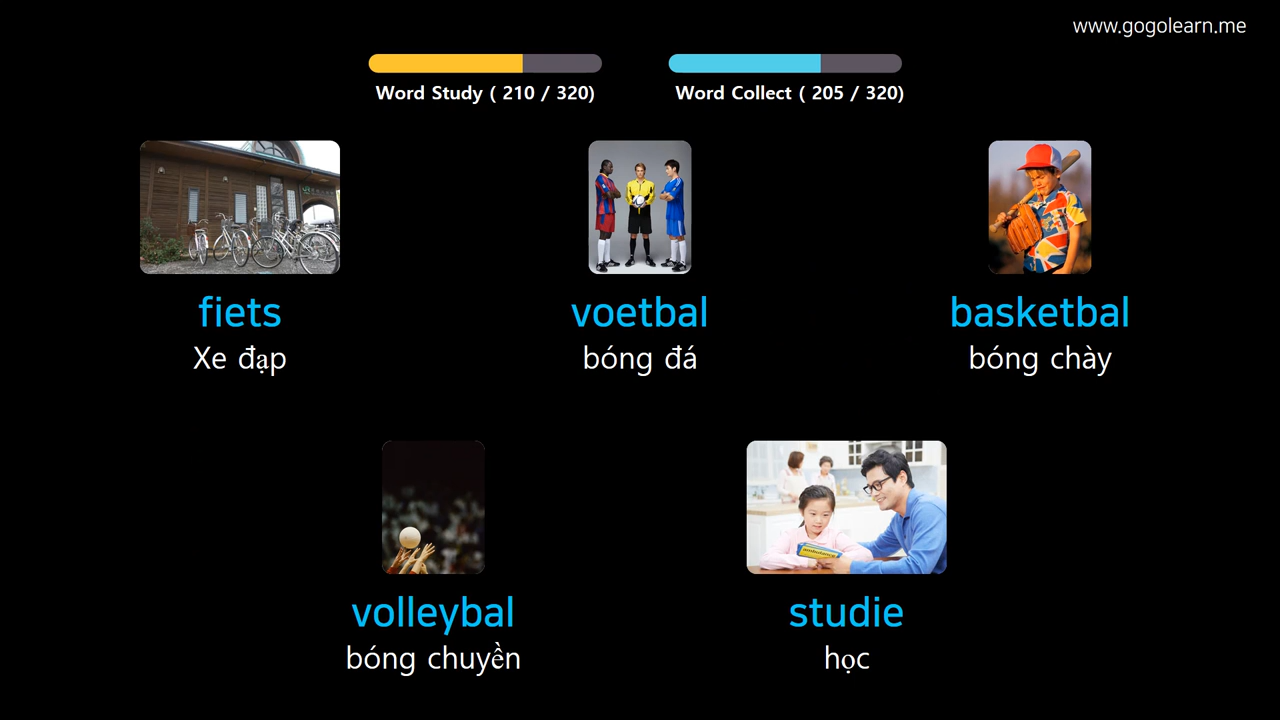 www.gogolearn.me
Word Study ( 210 / 320)
Word Collect ( 205 / 320)
fiets
Xe đạp
voetbal
bóng đá
basketbal
bóng chày
volleybal
bóng chuyền
studie
học